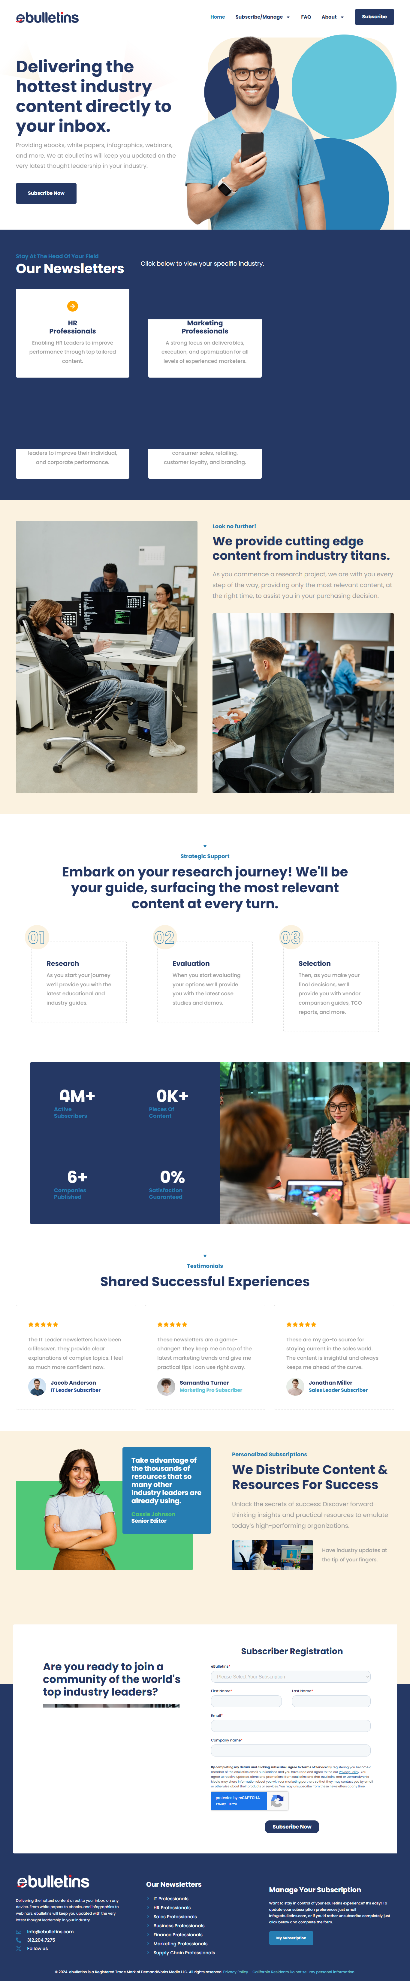 ebulletins
Home Subscribe/Manage FAQ About Subscribe
Delivering the
hottest industry
content directly to
your inbox.
Providing ebooks, white papers, infographics, webinars,
and more. We at ebulletins will keep you updated on the
very latest thought leadership in your industry.
Subscribe Now
Stay At The Head Of Your Field
Our Newsletters
Click below to view your specific industry.
HR
Professionals
Enabling HR Leaders to improve
performance through top tailored
content.
Marketing
Professionals
A strong focus on deliverables,
execution, and optimization for all
levels of experienced marketers.
leaders to improve their individual,
and corporate performance.
consumer sales, retailing,
customer loyalty, and branding.
Look no further!
We provide cutting edge
content from industry titans.
As you commence a research project, we are with you every
step of the way, providing only the most relevant content, at
the right time, to assist you in your purchasing decision.
Strategic Support
Embark on your research journey! We'll be
your guide, surfacing the most relevant
content at every turn.
01
Research
As you start your journey
we'll provide you with the
latest educational and
industry guides.
02
Evaluation
When you start evaluating
your options we'll provide
you with the latest case
studies and demos.
03
Selection
Then, as you make your
final decisions, we'll
provide you with vendor
comparison guides, TCO
reports, and more.
M+
Active
Subscribers
0K+
Pieces Of
Content
6+
Companies
Published
0%
Satisfaction
Guaranteed
Testimonials
Shared Successful Experiences
The IT Leader newsletters have been
a lifesaver. They provide clear
explanations of complex topics. I feel
so much more confident now.
Jacob Anderson
IT Leader Subscriber
These newsletters are a game-
changer! They keep me on top of the
latest marketing trends and give me
practical tips I can use right away.
Samantha Turner
Marketing Pro Subscriber
These are my go-to source for
staying current in the sales world.
The content is insightful and always
keeps me ahead of the curve.
Jonathan Miller
Sales Leader Subscriber
Take advantage of
the thousands of
resources that so
many other
industry leaders are
already using.
Cassie Johnson
Senior Editor
Personalized Subscriptions
We Distribute Content &
Resources For Success
Unlock the secrets of success: Discover forward
thinking insights and practical resources to emulate
today's high-performing organizations.
Have industry updates at
the tip of your fingers.
Are you ready to join a
community of the world's
top industry leaders?
Subscriber Registration
eBulletins*
Please Select Your Subscription
First name* Last name*
Email*
Company name*
protected by reCAPTCHA
Subscribe Now
ebulletins
info@ebulletins.com
312.204.7275
Follow us
Our Newsletters
IT Professionals
HR Professionals
Sales Professionals
Business Professionals
Finance Professionals
Marketing Professionals
Supply Chain Professionals
Manage Your Subscription
My Subscription